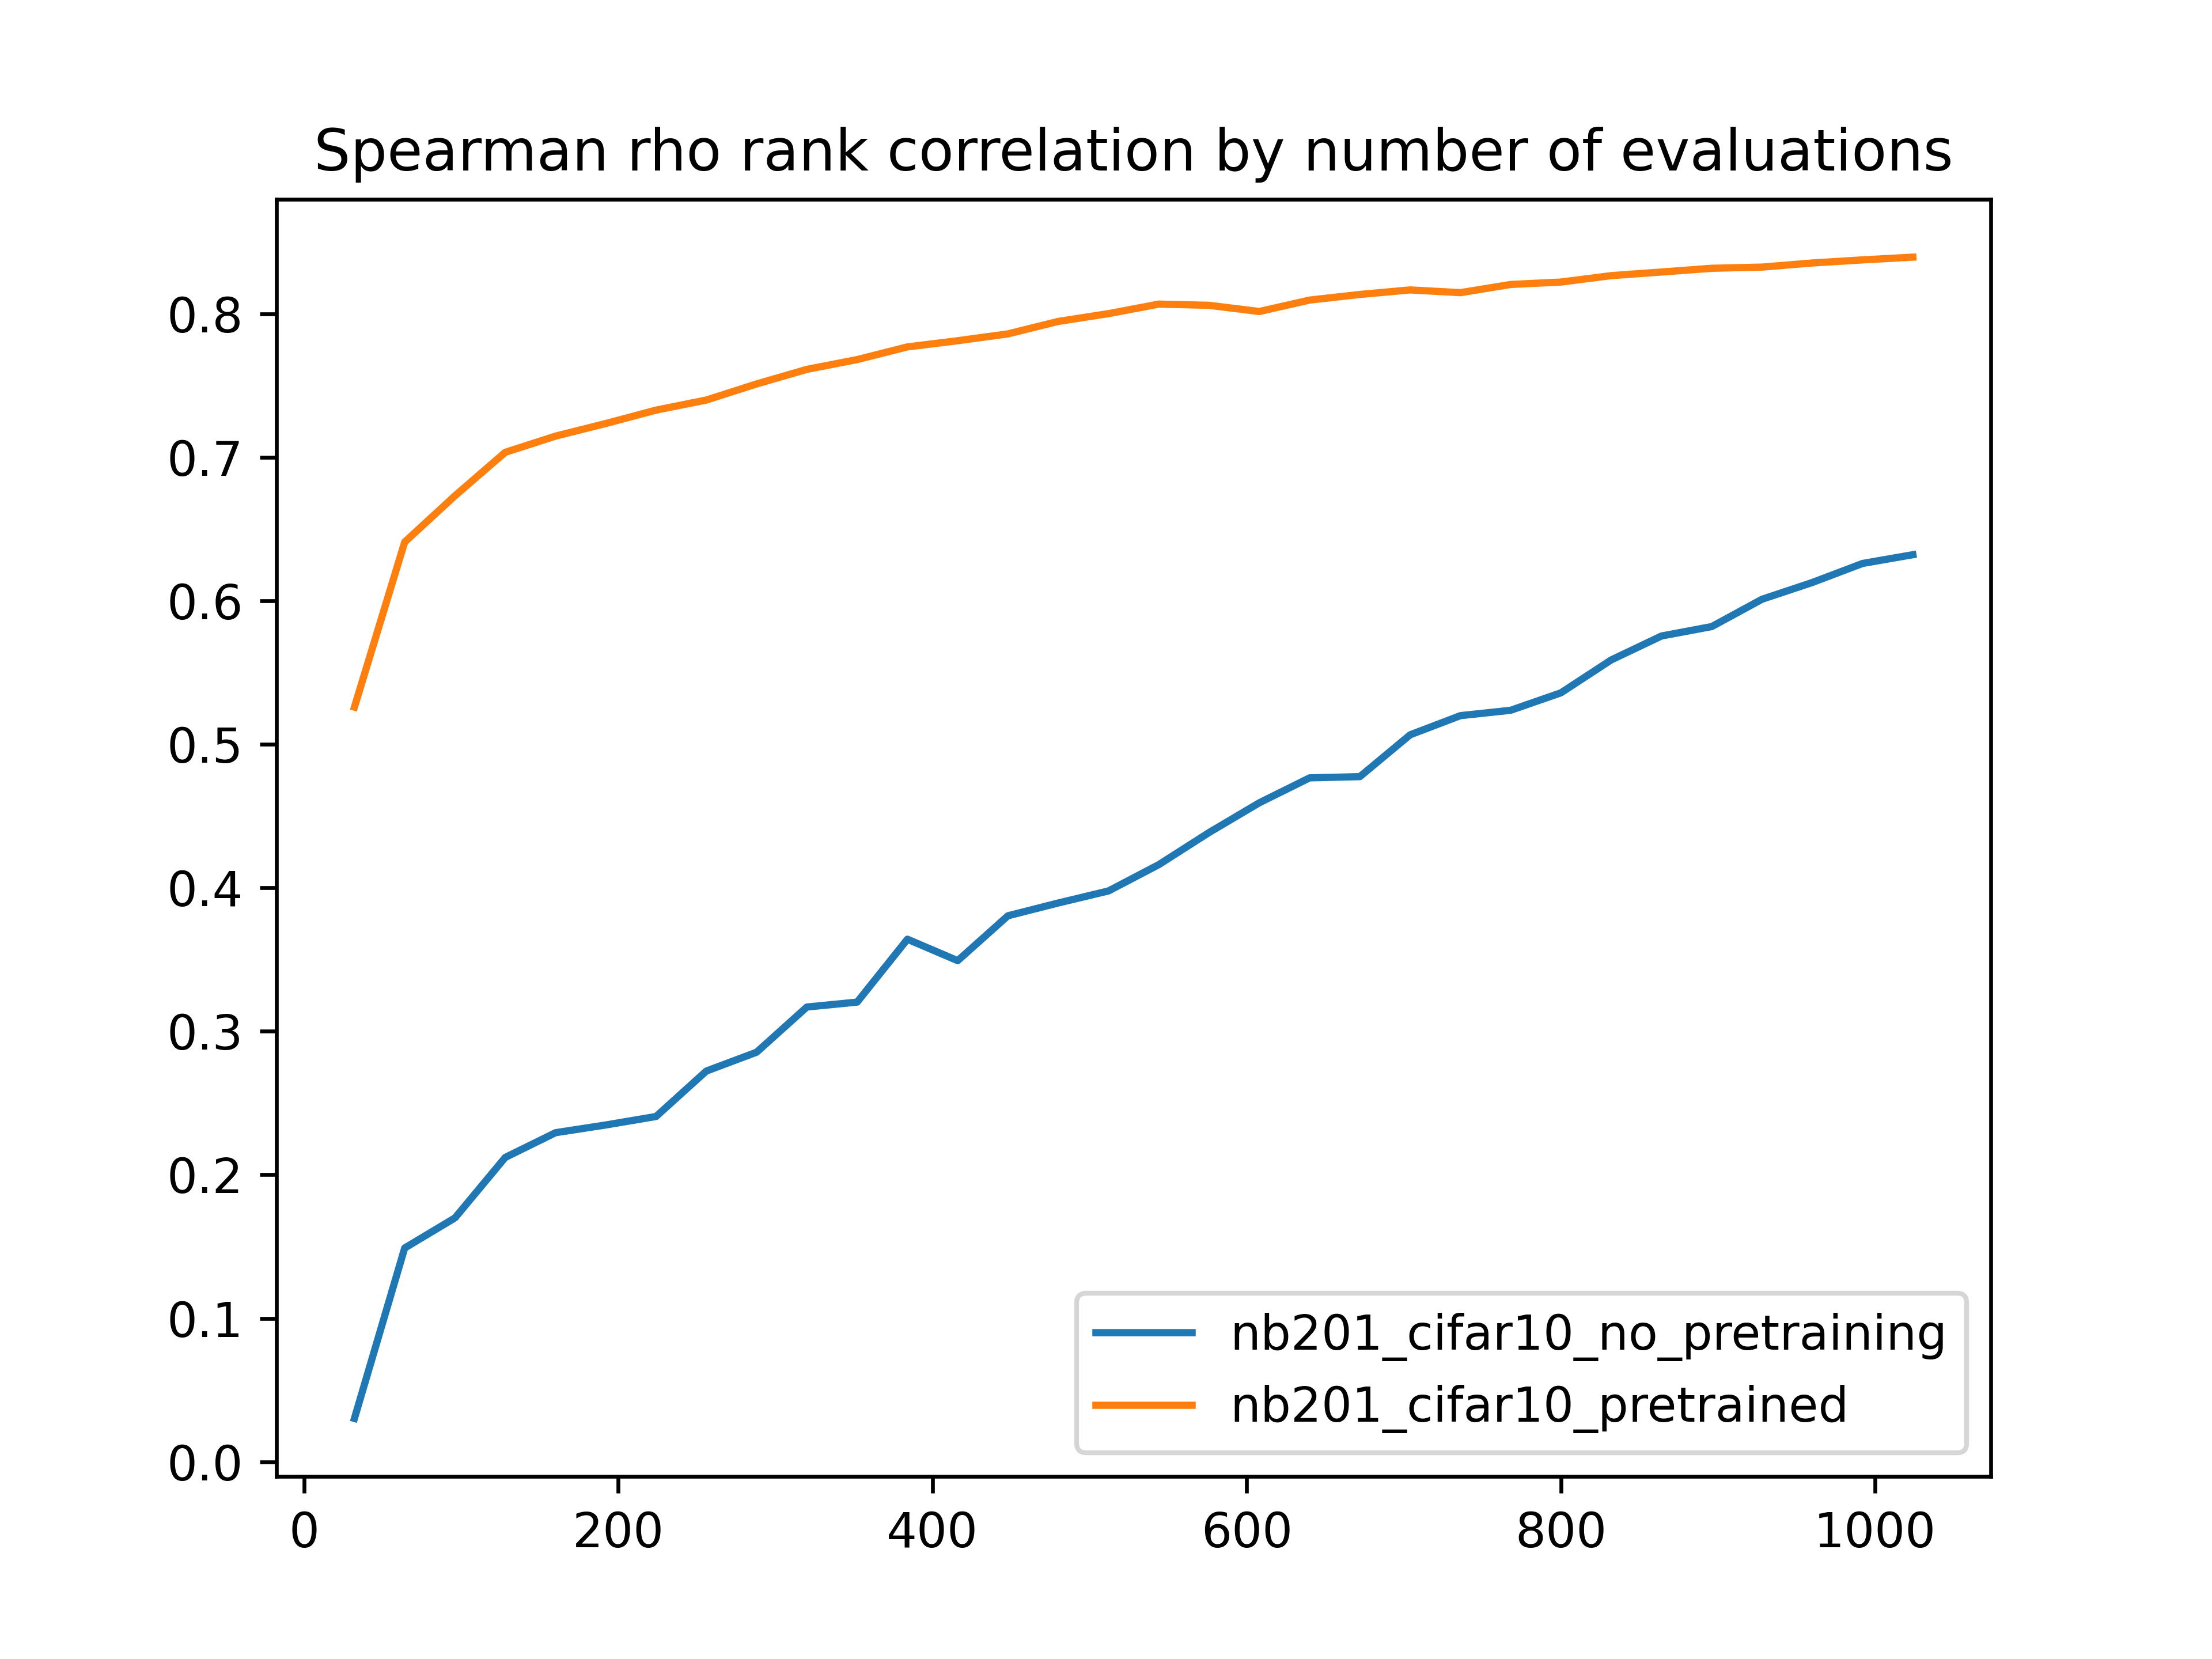 Spearman rho rank correlation by number of evaluations
0.8
0.7
0.6
0.5
0.4
0.3
0.2
0.1
0.0
nb201_cifar10_no_pretraining
nb201_cifar10_pretrained
0 200 400 600 800 1000